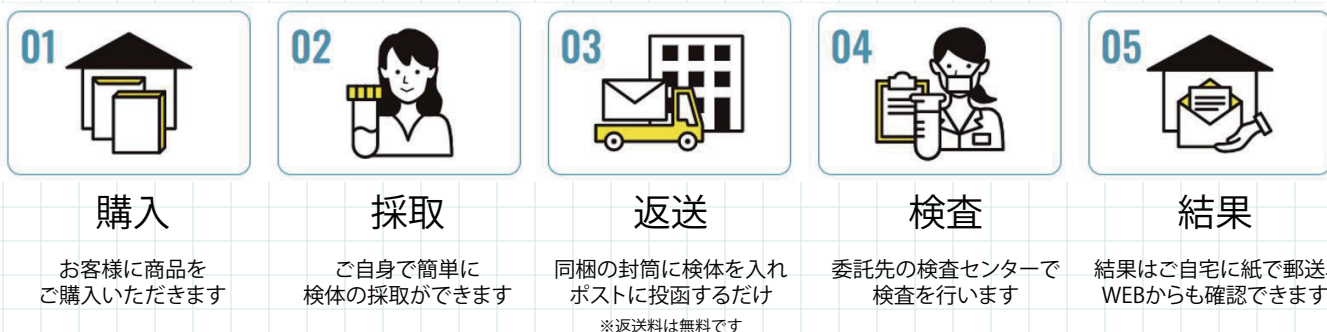 01
購入
お客様に商品を
ご購入いただきます
02
採取
ご自身で簡単に
検体の採取ができます
03
返送
同梱の封筒に検体を入れ
ポストに投函するだけ
※返送料は無料です
04
検査
委託先の検査センターで
検査を行います
05
結果
結果はご自宅に紙で郵送
WEBからも確認できます